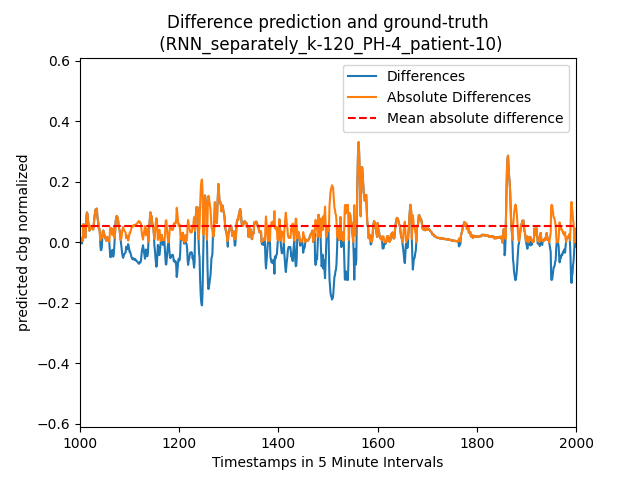 Difference prediction and ground-truth
(RNN_separately_k-120_PH-4_patient-10)
Differences
Absolute Differences
Mean absolute difference
predicted cbg normalized
0.6
0.4
0.2
0.0
−0.2
−0.4
−0.6
1000 1200 1400 1600 1800 2000
Timestamps in 5 Minute Intervals